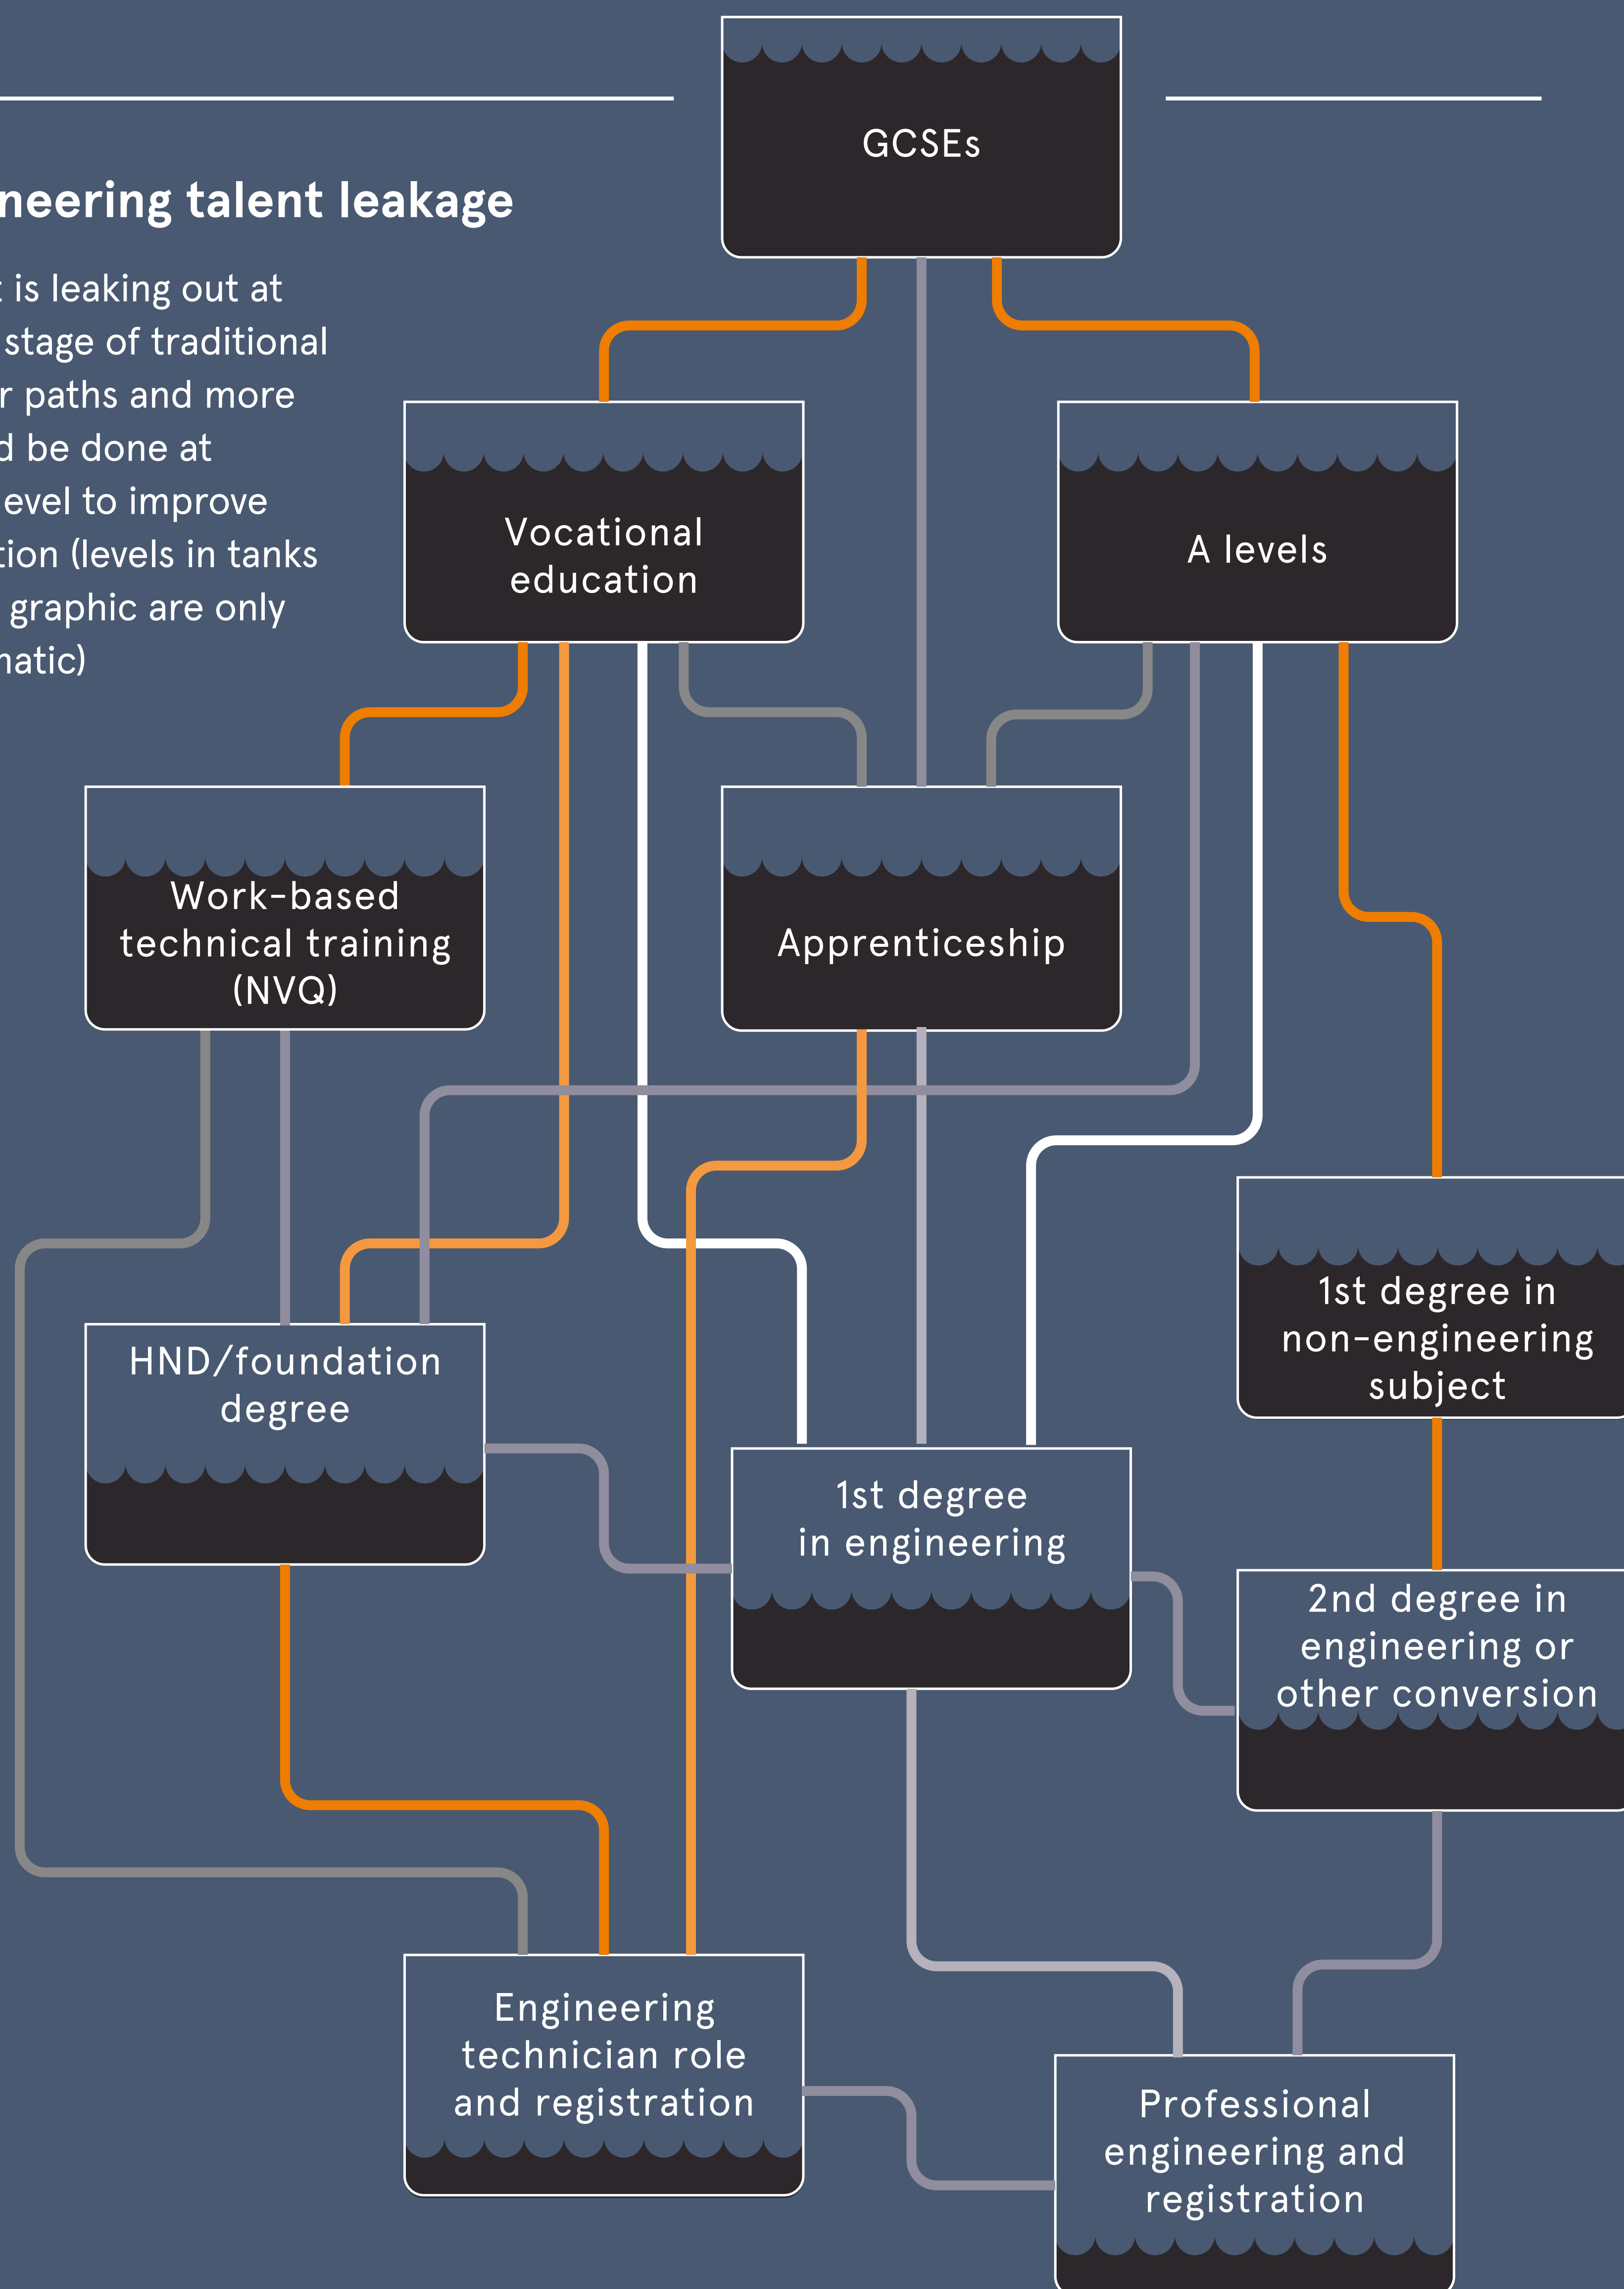 GCSEs
neering talent leakage
t is leaking out at
stage of traditional
r paths and more
d be done at
evel to improve
tion (levels in tanks
graphic are only
natic)
Vocational
education
A levels
Work-based
technical training
(NVQ)
Apprenticeship
1st degree in
non-engineering
subject
HND/foundation
degree
1st degree
in engineering
2nd degree in
engineering or
other conversion
Engineering
technician role
and registration
Professional
engineering and
registration